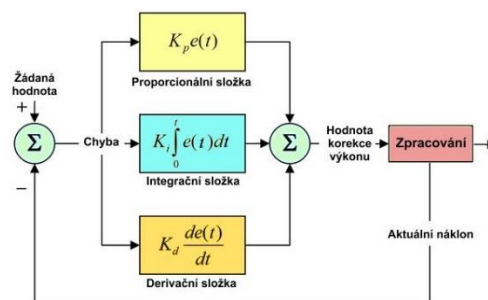 K_p e(t)
Proporcionální složka
Žádaná
hodnota
+
Σ
−
Chyba
K_i ∫_0^t e(t)dt
Integrační složka
Σ
Hodnota
korekce
výkonu
Zpracování
Aktuální náklon
K_d de(t)/dt
Derivační složka